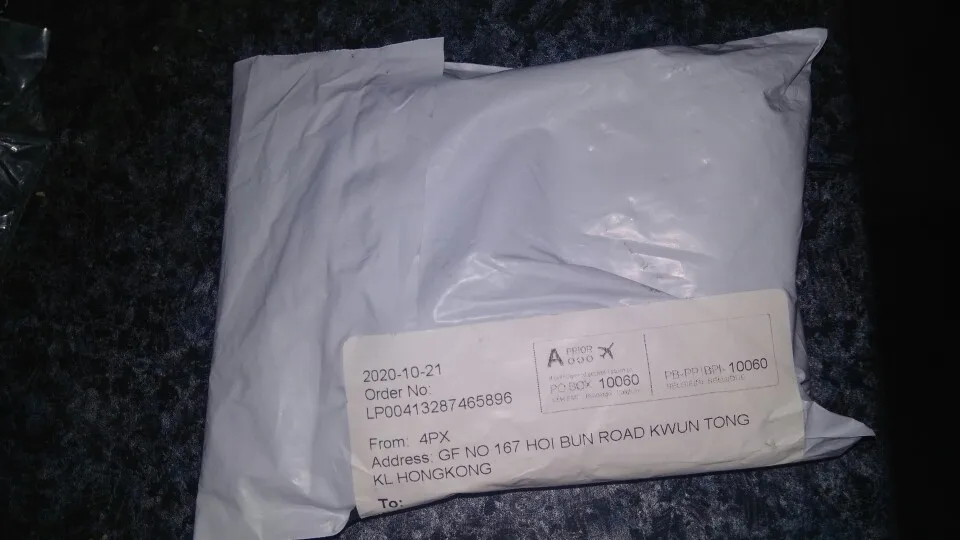 2020-10-21
Order No:
LP00413287465896
A PRIOR
PO BOX 10060
PB-PP|BPI- 10060
From: 4PX
Address: GF NO 167 HOI BUN ROAD KWUN TONG
KL HONGKONG
To: